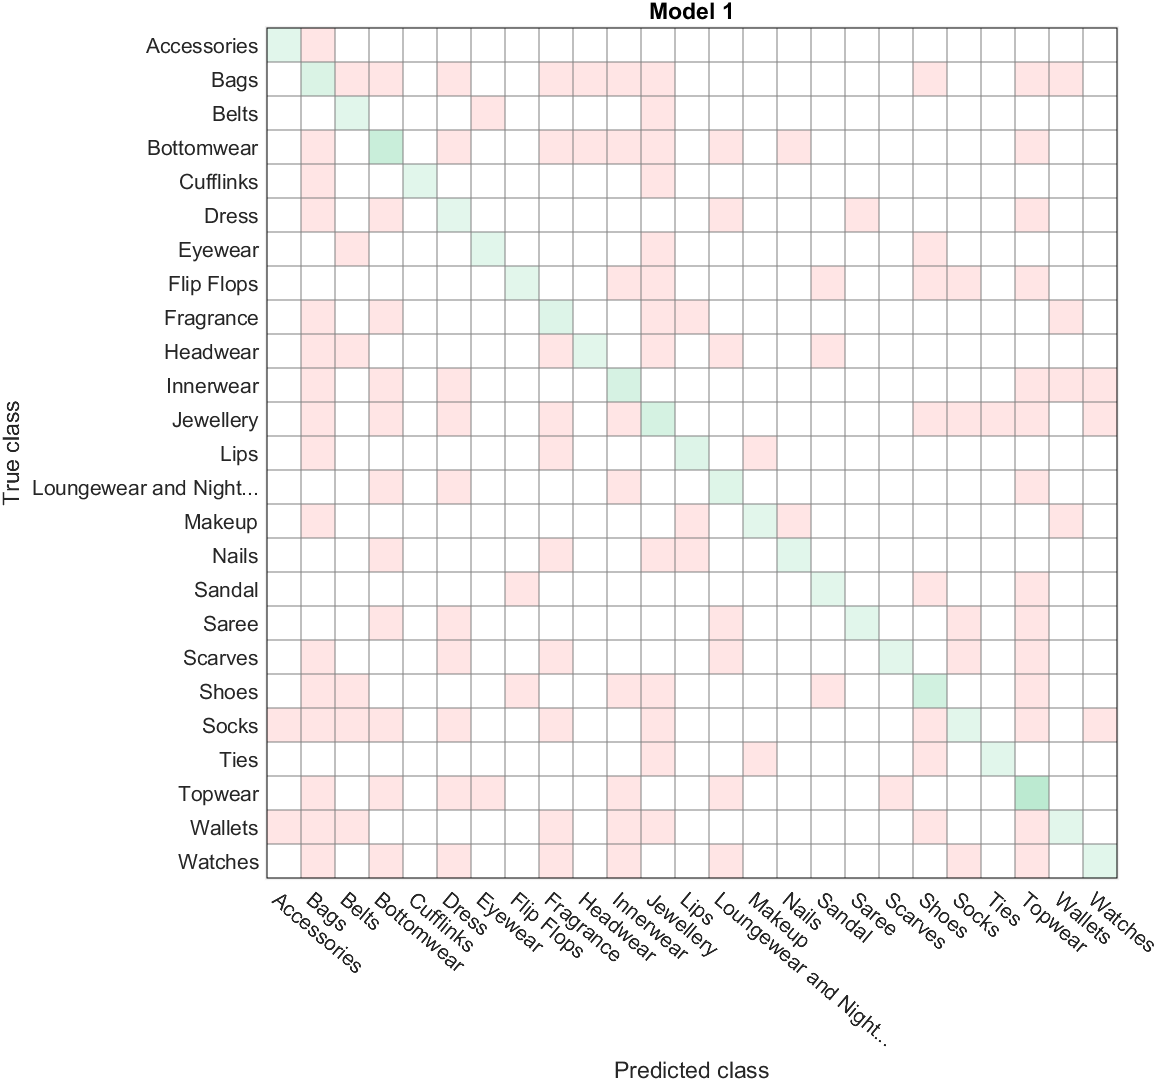 Model 1
True class
Accessories
Bags
Belts
Bottomwear
Cufflinks
Dress
Eyewear
Flip Flops
Fragrance
Headwear
Innerwear
Jewellery
Lips
Loungewear and Night...
Makeup
Nails
Sandal
Saree
Scarves
Shoes
Socks
Ties
Topwear
Wallets
Watches
Accessories
Bags
Belts
Bottomwear
Cufflinks
Dress
Eyewear
Flip Flops
Fragrance
Headwear
Innerwear
Jewellery
Lips
Loungewear and Night...
Makeup
Nails
Sandal
Saree
Scarves
Shoes
Socks
Ties
Topwear
Wallets
Watches
Predicted class